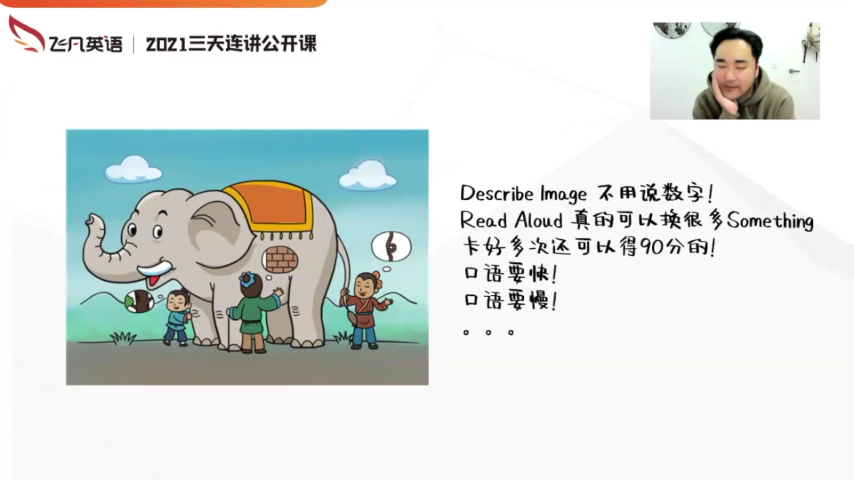 飞凡英语 | 2021三天连讲公开课
Describe Image 不用说数字!
Read Aloud 真的可以换很多Something
卡好多次还可以得90分的!
口语要快!
口语要慢!
。。。